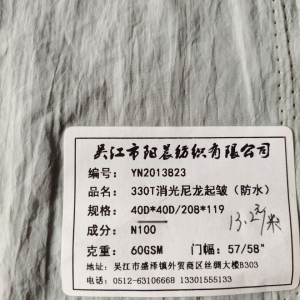 吴江市阳晨纺织有限公司
编号: YN2013823
品名: 330T消光尼龙起皱（防水）
规格: 40D*40D/208*119
成分: N100
克重: 60GSM 门幅: 57/58"
地址: 吴江市盛泽镇外贸商区丝绸大楼B303
电话: 0512-63106668 13301555133